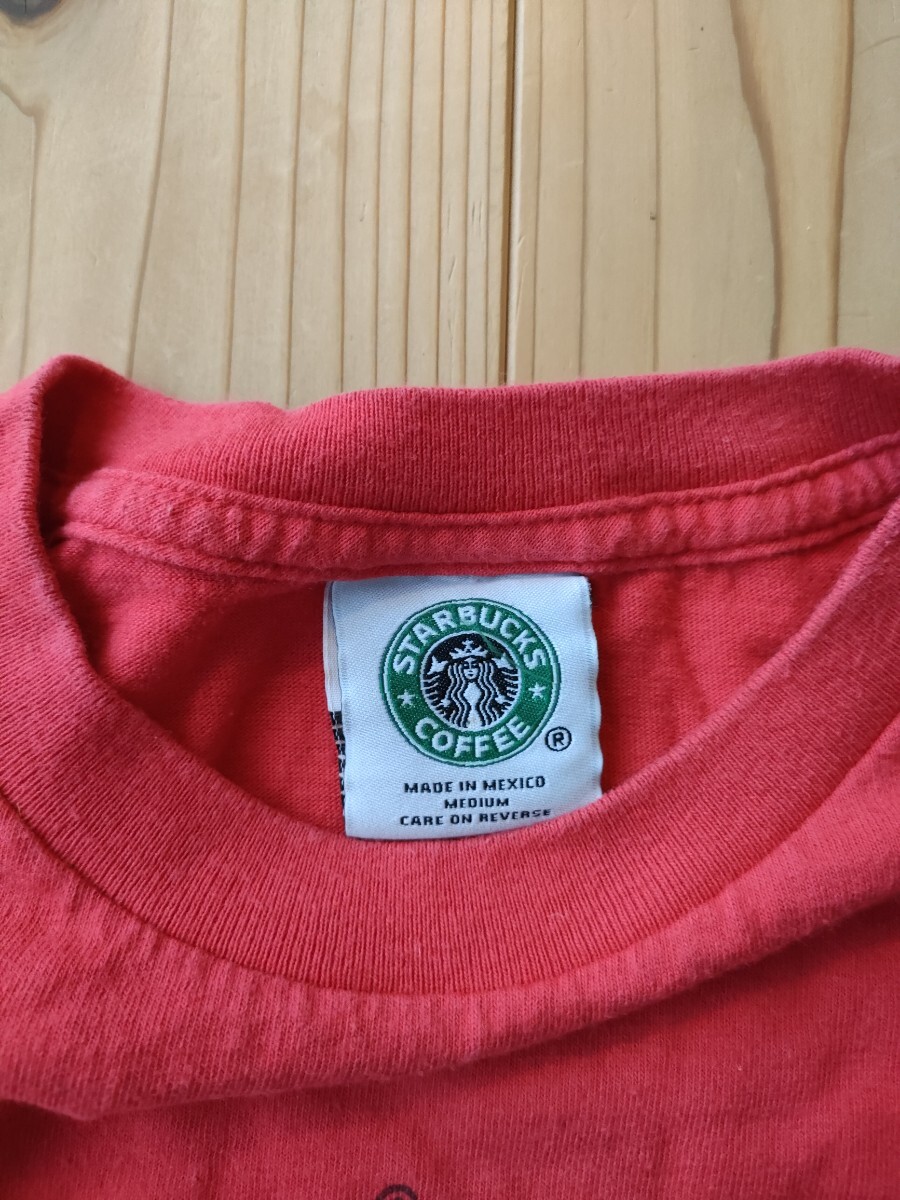 STARBUCKS
COFFEE
®
MADE IN MEXICO
MEDIUM
CARE ON REVERSE
®